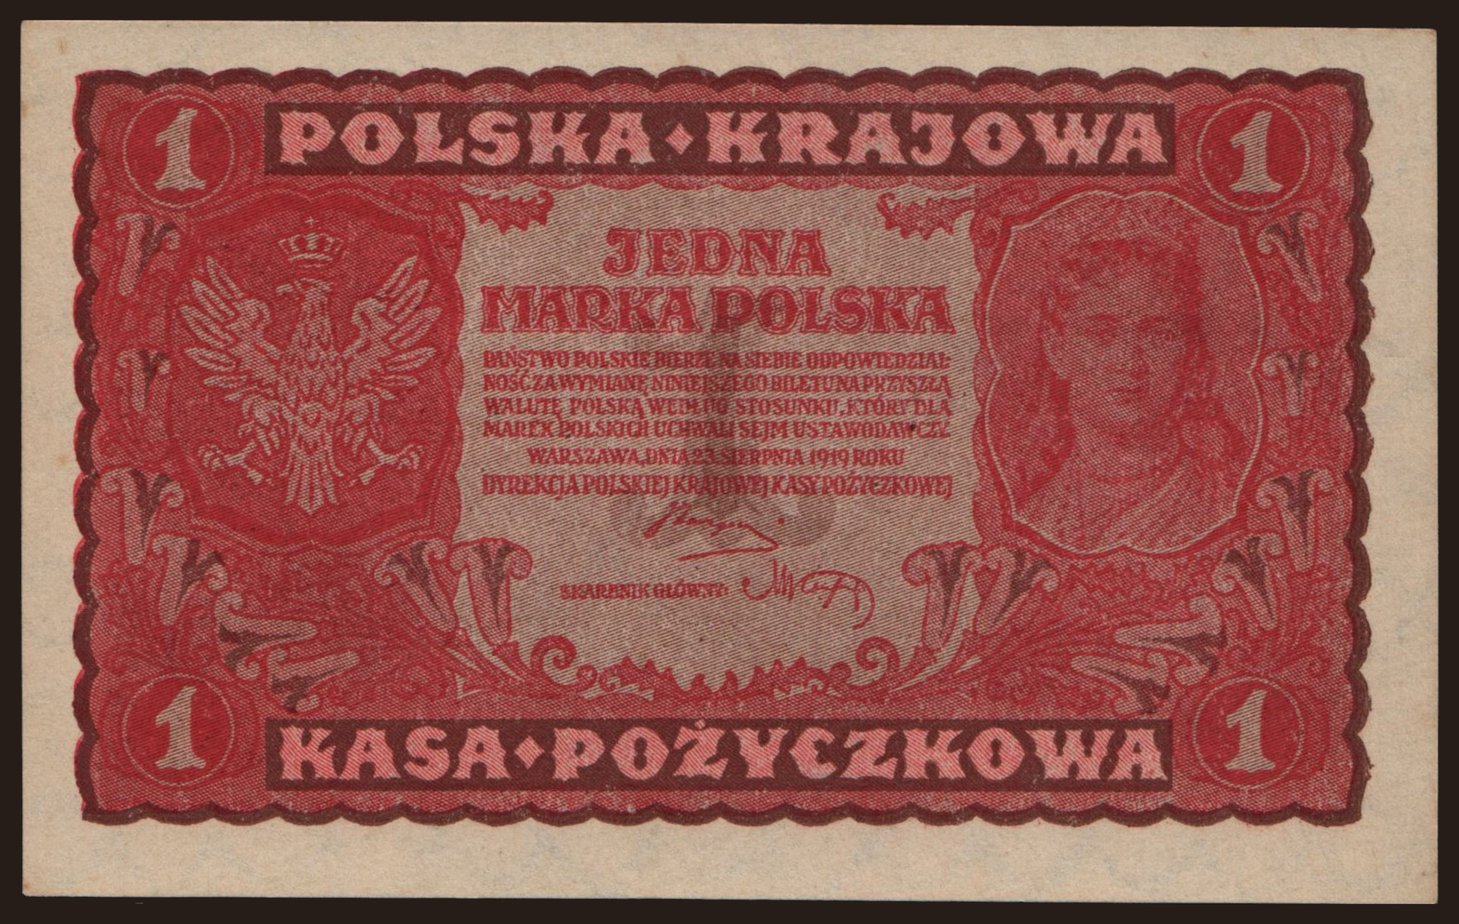 1 POLSKA • KRAJOWA 1
JEDNA
MARKA POLSKA
PAŃSTWO POLSKIE BIERZE NA SIEBIE ODPOWIEDZIAL-
NOŚĆ ZA WYMIANĘ NINIEJSZEGO BILETU NA PRZYSZŁĄ
WALUTĘ POLSKĄ WEDŁUG STOSUNKU, KTÓRY DLA
MAREK POLSKICH UCHWALI SEJM USTAWODAWCZY.
WARSZAWA, DNIA 23 SIERPNIA 1919 ROKU
DYREKCJA POLSKIEJ KRAJOWEJ KASY POŻYCZKOWEJ
SKARBNIK GŁÓWNY:
1 KASA • POŻYCZKOWA 1